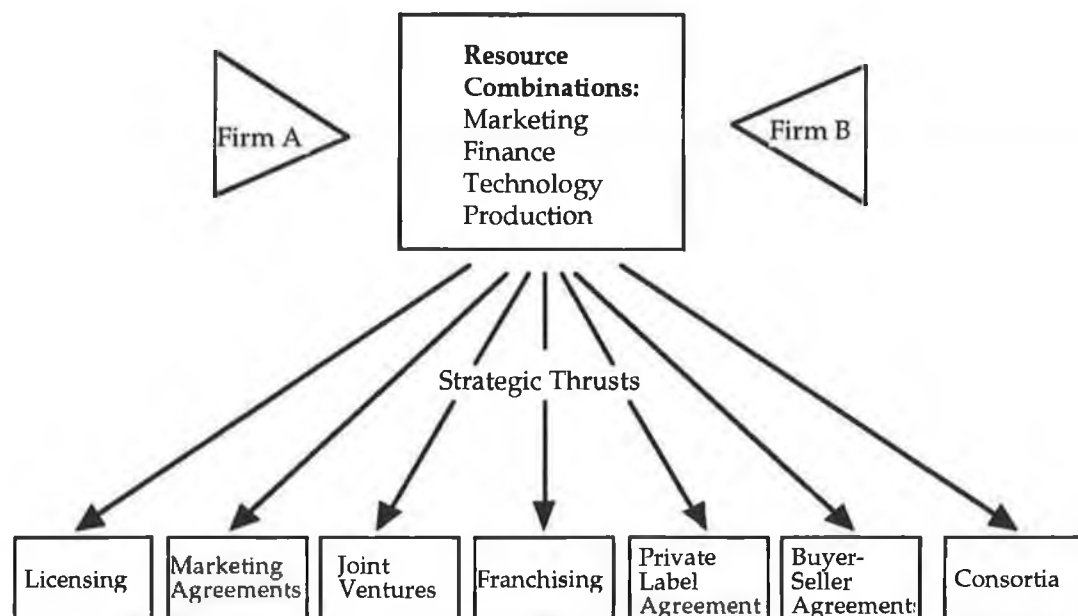 Firm A
Resource
Combinations:
Marketing
Finance
Technology
Production
Firm B
Strategic Thrusts
Licensing
Marketing
Agreements
Joint
Ventures
Franchising
Private
Label
Agreement
Buyer-
Seller
Agreements
Consortia